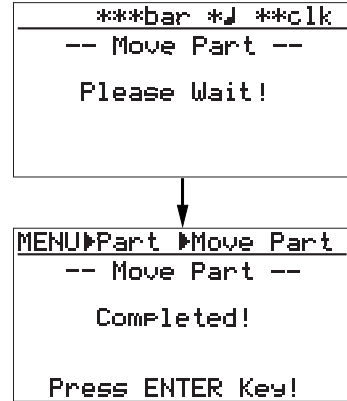 ***bar *♩ **clk
-- Move Part --
Please Wait!
MENU▶Part ▶Move Part
-- Move Part --
Completed!
Press ENTER Key!